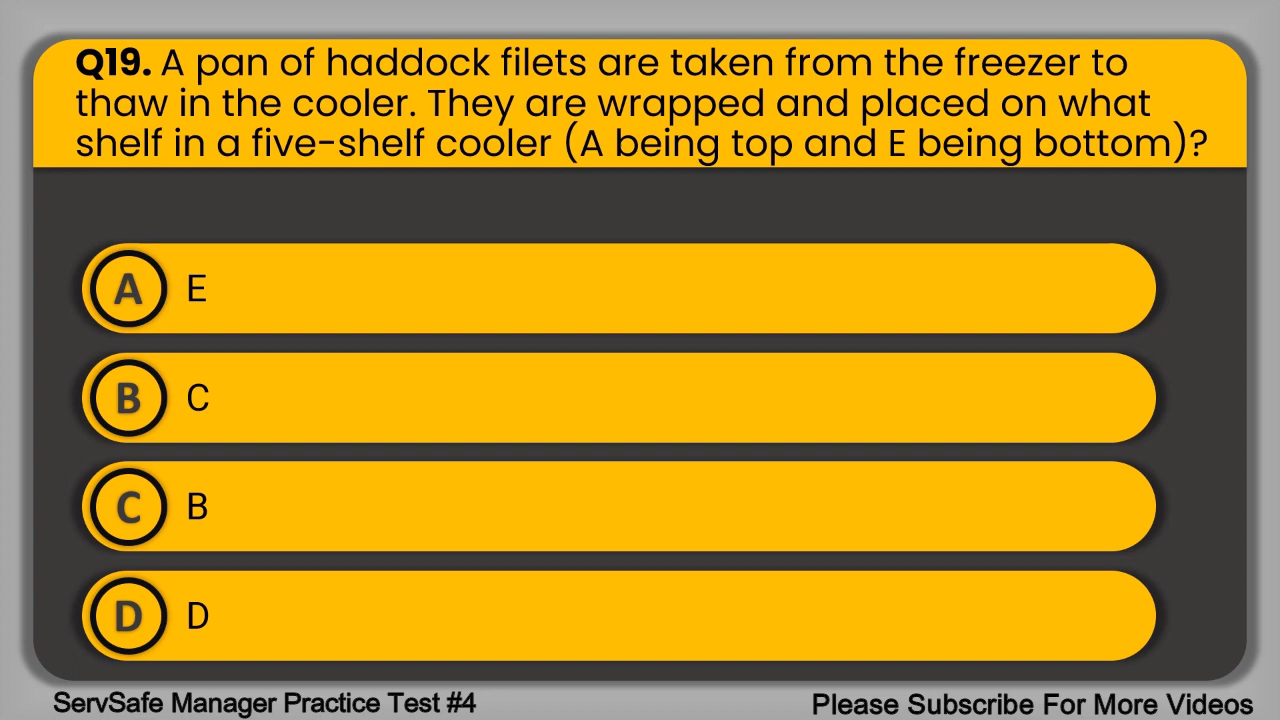 Q19. A pan of haddock filets are taken from the freezer to
thaw in the cooler. They are wrapped and placed on what
shelf in a five-shelf cooler (A being top and E being bottom)?
A E
B C
C B
D D
ServSafe Manager Practice Test #4
Please Subscribe For More Videos